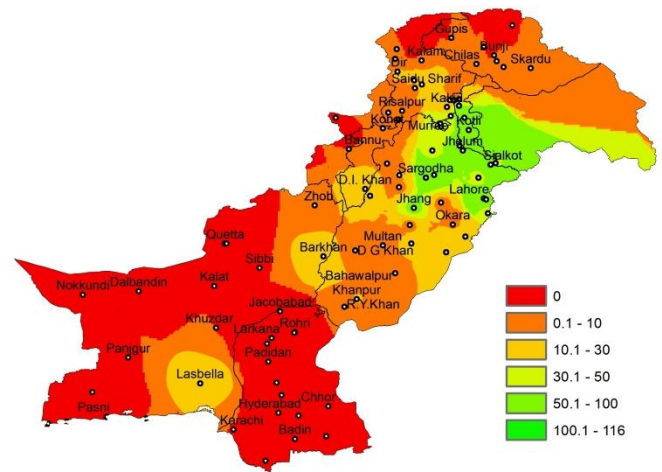 Gupis
Kalam
Chilas
Bunji
Dir
Skardu
Saidu Sharif
Kakul
Risalpur
Kohat
Murree
Kotli
Bannu
Jhelum
Sialkot
Sargodha
D.I. Khan
Lahore
Zhob
Jhang
Okara
Quetta
Multan
Barkhan
D G Khan
Sibbi
Bahawalpur
Kalat
Dalbandin
Nokkundi
Khanpur
R.Y.Khan
Jacobabad
Khuzdar
Rohri
Larkana
Padidan
Panjgur
Lasbella
Pasni
Hyderabad
Chhor
Karachi
Badin
0
0.1 - 10
10.1 - 30
30.1 - 50
50.1 - 100
100.1 - 116